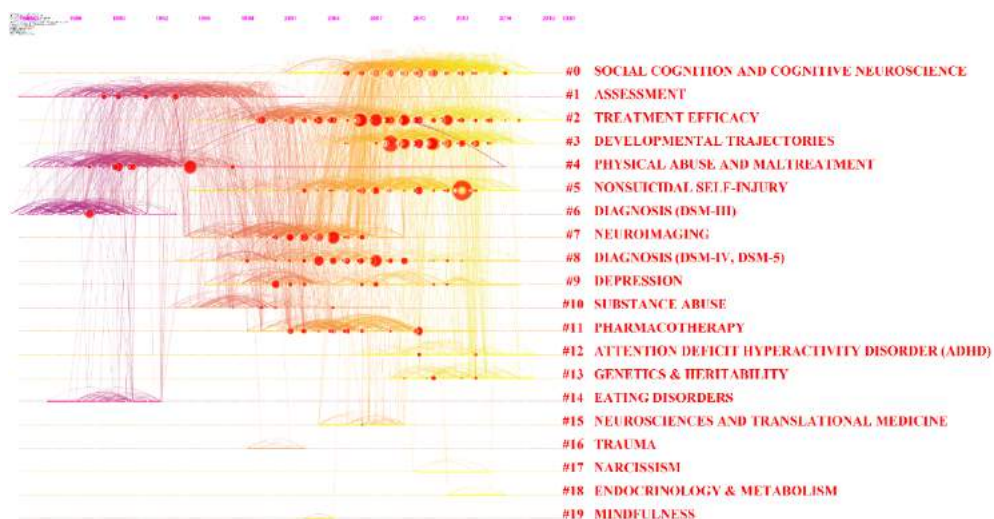 #0 SOCIAL COGNITION AND COGNITIVE NEUROSCIENCE
#1 ASSESSMENT
#2 TREATMENT EFFICACY
#3 DEVELOPMENTAL TRAJECTORIES
#4 PHYSICAL ABUSE AND MALTREATMENT
#5 NONSUICIDAL SELF-INJURY
#6 DIAGNOSIS (DSM-III)
#7 NEUROIMAGING
#8 DIAGNOSIS (DSM-IV, DSM-5)
#9 DEPRESSION
#10 SUBSTANCE ABUSE
#11 PHARMACOTHERAPY
#12 ATTENTION DEFICIT HYPERACTIVITY DISORDER (ADHD)
#13 GENETICS & HERITABILITY
#14 EATING DISORDERS
#15 NEUROSCIENCES AND TRANSLATIONAL MEDICINE
#16 TRAUMA
#17 NARCISSISM
#18 ENDOCRINOLOGY & METABOLISM
#19 MINDFULNESS